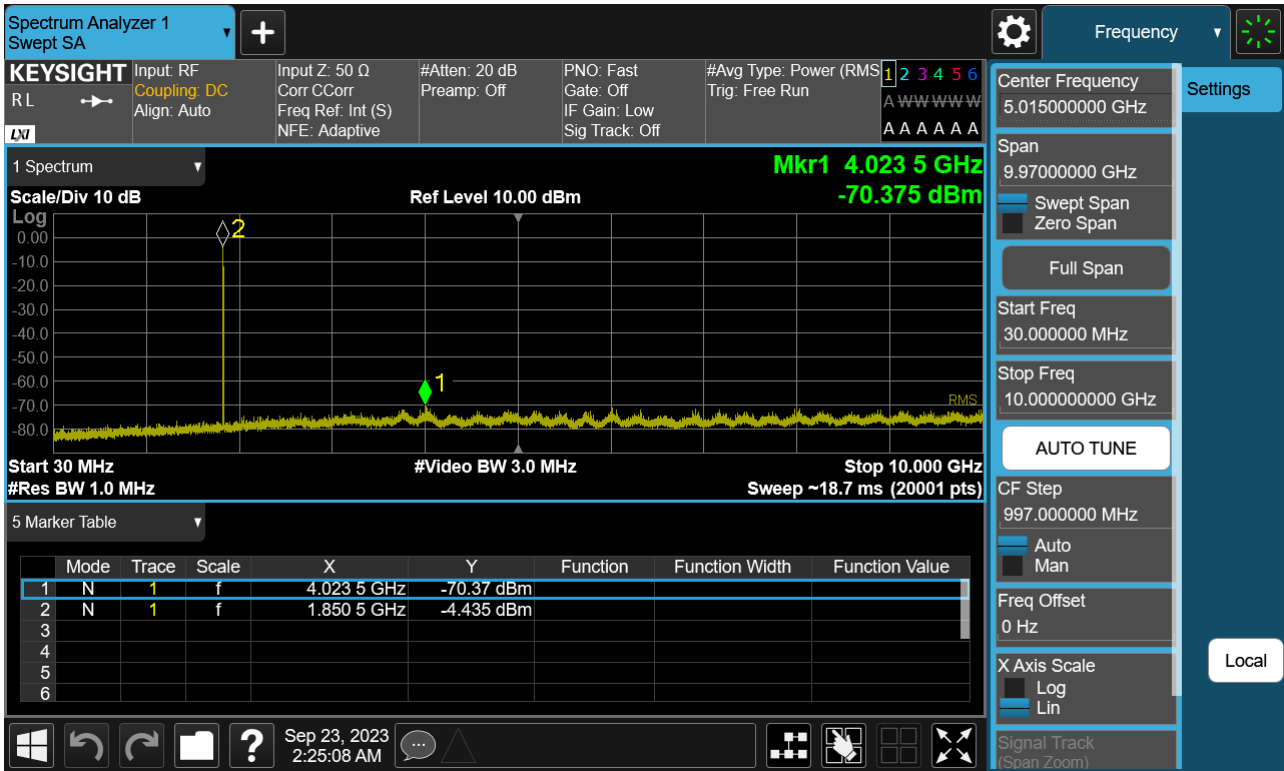 Spectrum Analyzer 1
Swept SA
+
Frequency
KEYSIGHT
R L
LXI
Input: RF
Coupling: DC
Align: Auto
Input Z: 50 Ω
Corr CCorr
Freq Ref: Int (S)
NFE: Adaptive
#Atten: 20 dB
Preamp: Off
PNO: Fast
Gate: Off
IF Gain: Low
Sig Track: Off
#Avg Type: Power (RMS
Trig: Free Run
1 2 3 4 5 6
A W W W W W
A A A A A A
1 Spectrum
Mkr1 4.023 5 GHz
-70.375 dBm
Scale/Div 10 dB
Ref Level 10.00 dBm
Log
0.00
-10.0
-20.0
-30.0
-40.0
-50.0
-60.0
-70.0
-80.0
2
1
RMS
Start 30 MHz
#Video BW 3.0 MHz
Stop 10.000 GHz
#Res BW 1.0 MHz
Sweep ~18.7 ms (20001 pts)
5 Marker Table
Mode Trace Scale X Y Function Function Width Function Value
1 N 1 f 4.023 5 GHz -70.37 dBm
2 N 1 f 1.850 5 GHz -4.435 dBm
3
4
5
6
Center Frequency
5.015000000 GHz
Span
9.97000000 GHz
Swept Span
Zero Span
Full Span
Start Freq
30.000000 MHz
Stop Freq
10.000000000 GHz
AUTO TUNE
CF Step
997.000000 MHz
Auto
Man
Freq Offset
0 Hz
X Axis Scale
Log
Lin
Signal Track
(Span Zoom)
Settings
Local
?
Sep 23, 2023
2:25:08 AM